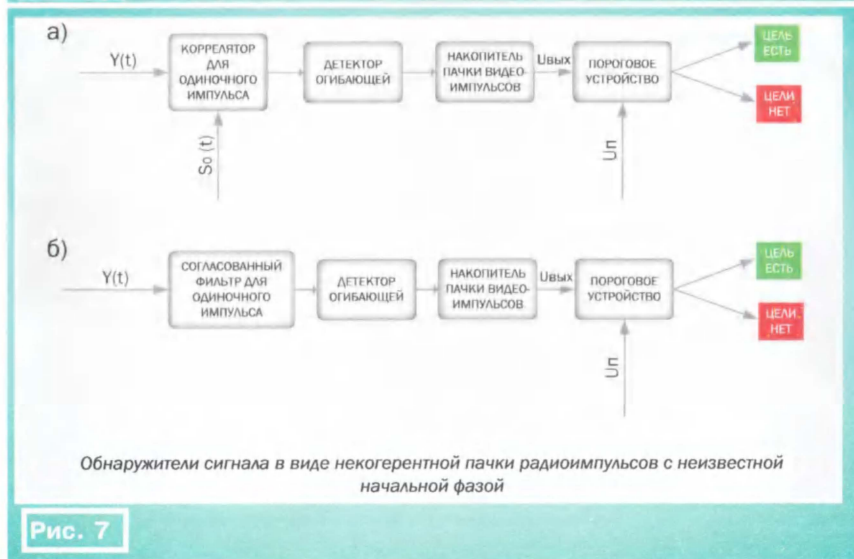 а)
Y(t)
КОРРЕЛЯТОР
ДЛЯ
ОДИНОЧНОГО
ИМПУЛЬСА
S₀ (t)
ДЕТЕКТОР
ОГИБАЮЩЕЙ
НАКОПИТЕЛЬ
ПАЧКИ ВИДЕО-
ИМПУЛЬСОВ
Uвых
ПОРОГОВОЕ
УСТРОЙСТВО
Uп
ЦЕЛЬ
ЕСТЬ
ЦЕЛИ
НЕТ
б)
Y(t)
СОГЛАСОВАННЫЙ
ФИЛЬТР ДЛЯ
ОДИНОЧНОГО
ИМПУЛЬСА
ДЕТЕКТОР
ОГИБАЮЩЕЙ
НАКОПИТЕЛЬ
ПАЧКИ ВИДЕО-
ИМПУЛЬСОВ
Uвых
ПОРОГОВОЕ
УСТРОЙСТВО
Uп
ЦЕЛЬ
ЕСТЬ
ЦЕЛИ
НЕТ
Обнаружители сигнала в виде некогерентной пачки радиоимпульсов с неизвестной
начальной фазой
Рис. 7